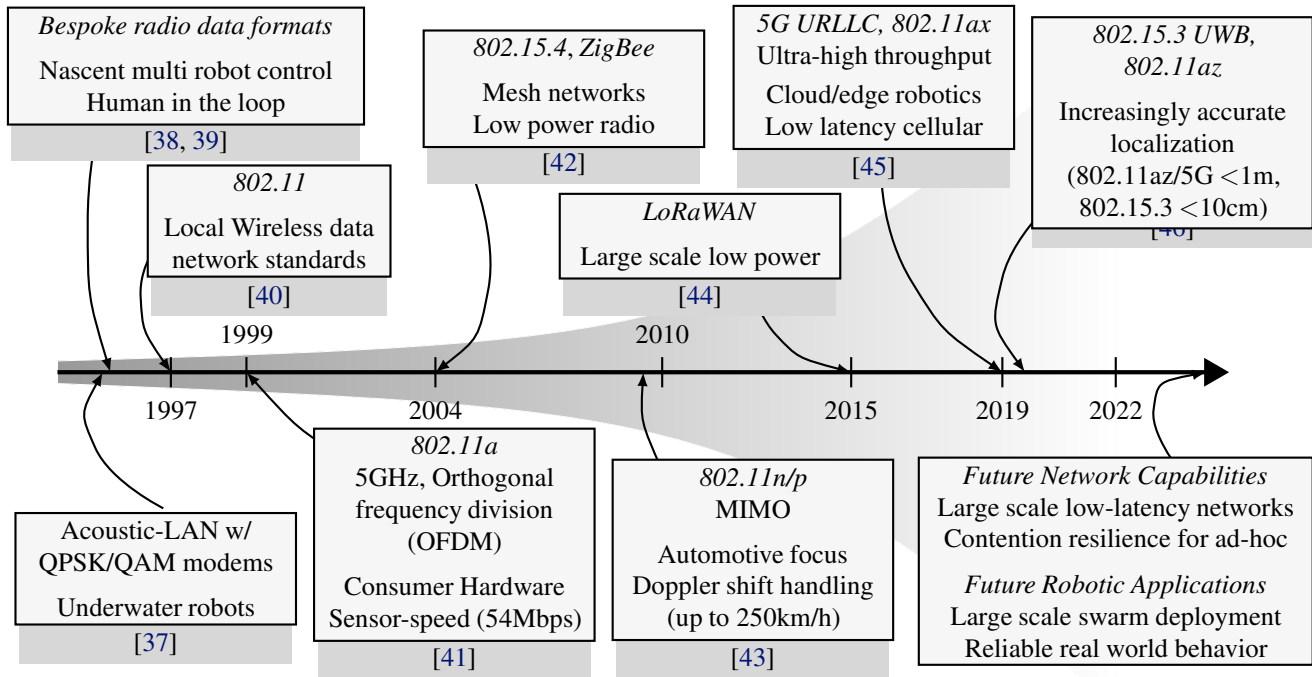 Bespoke radio data formats
Nascent multi robot control
Human in the loop
[38, 39]
802.11
Local Wireless data
network standards
[40]
802.15.4, ZigBee
Mesh networks
Low power radio
[42]
LoRaWAN
Large scale low power
[44]
5G URLLC, 802.11ax
Ultra-high throughput
Cloud/edge robotics
Low latency cellular
[45]
802.15.3 UWB,
802.11az
Increasingly accurate
localization
(802.11az/5G <1m,
802.15.3 <10cm)
1999
2010
1997
2004
2015
2019
2022
Acoustic-LAN w/
QPSK/QAM modems
Underwater robots
[37]
802.11a
5GHz, Orthogonal
frequency division
(OFDM)
Consumer Hardware
Sensor-speed (54Mbps)
[41]
802.11n/p
MIMO
Automotive focus
Doppler shift handling
(up to 250km/h)
[43]
Future Network Capabilities
Large scale low-latency networks
Contention resilience for ad-hoc
Future Robotic Applications
Large scale swarm deployment
Reliable real world behavior